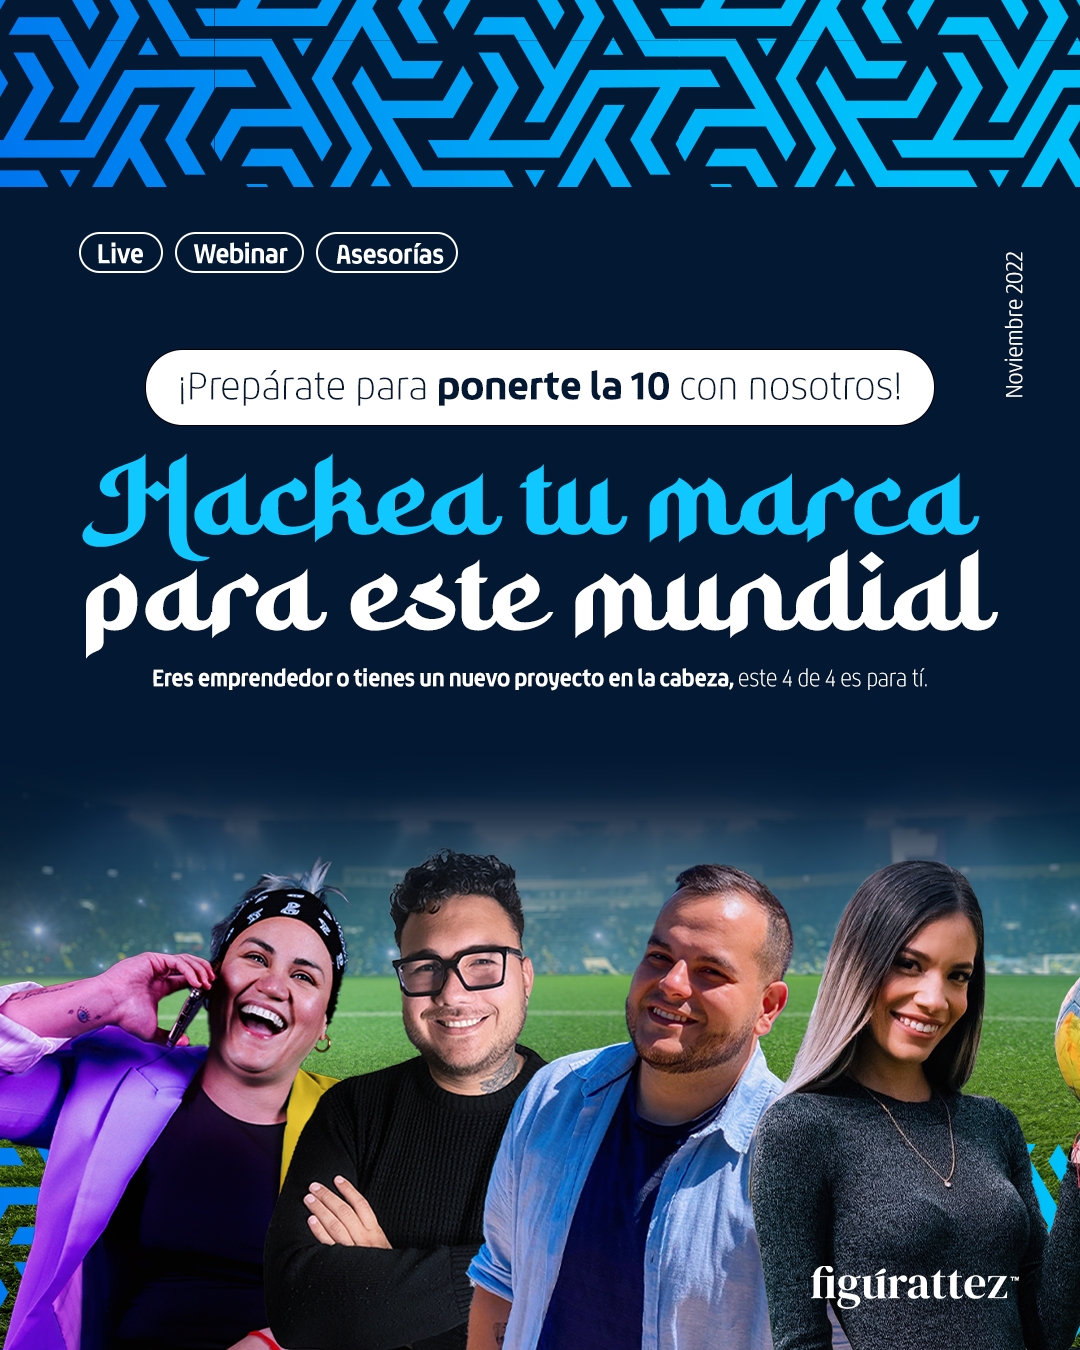 Live
Webinar
Asesorías
Noviembre 2022
¡Prepárate para ponerte la 10 con nosotros!
Hackea tu marca
para este mundial
Eres emprendedor o tienes un nuevo proyecto en la cabeza, este 4 de 4 es para tí.
figúrattez™